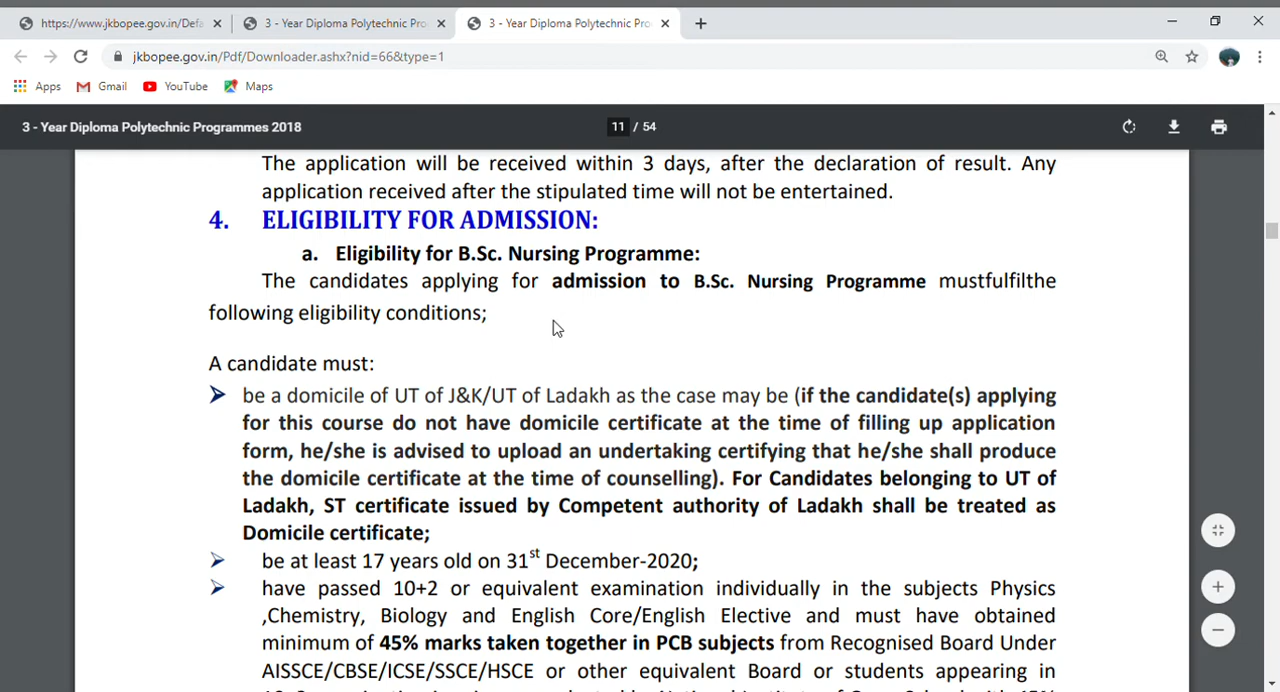 https://www.jkbopee.gov.in/Defa
3 - Year Diploma Polytechnic Pro
3 - Year Diploma Polytechnic Pro
jkbopee.gov.in/Pdf/Downloader.ashx?nid=66&type=1
Apps Gmail YouTube Maps
3 - Year Diploma Polytechnic Programmes 2018
11 / 54
The application will be received within 3 days, after the declaration of result. Any
application received after the stipulated time will not be entertained.
4. ELIGIBILITY FOR ADMISSION:
a. Eligibility for B.Sc. Nursing Programme:
The candidates applying for admission to B.Sc. Nursing Programme mustfulfilthe
following eligibility conditions;
A candidate must:
be a domicile of UT of J&K/UT of Ladakh as the case may be (if the candidate(s) applying
for this course do not have domicile certificate at the time of filling up application
form, he/she is advised to upload an undertaking certifying that he/she shall produce
the domicile certificate at the time of counselling). For Candidates belonging to UT of
Ladakh, ST certificate issued by Competent authority of Ladakh shall be treated as
Domicile certificate;
be at least 17 years old on 31st December-2020;
have passed 10+2 or equivalent examination individually in the subjects Physics
,Chemistry, Biology and English Core/English Elective and must have obtained
minimum of 45% marks taken together in PCB subjects from Recognised Board Under
AISSCE/CBSE/ICSE/SSCE/HSCE or other equivalent Board or students appearing in